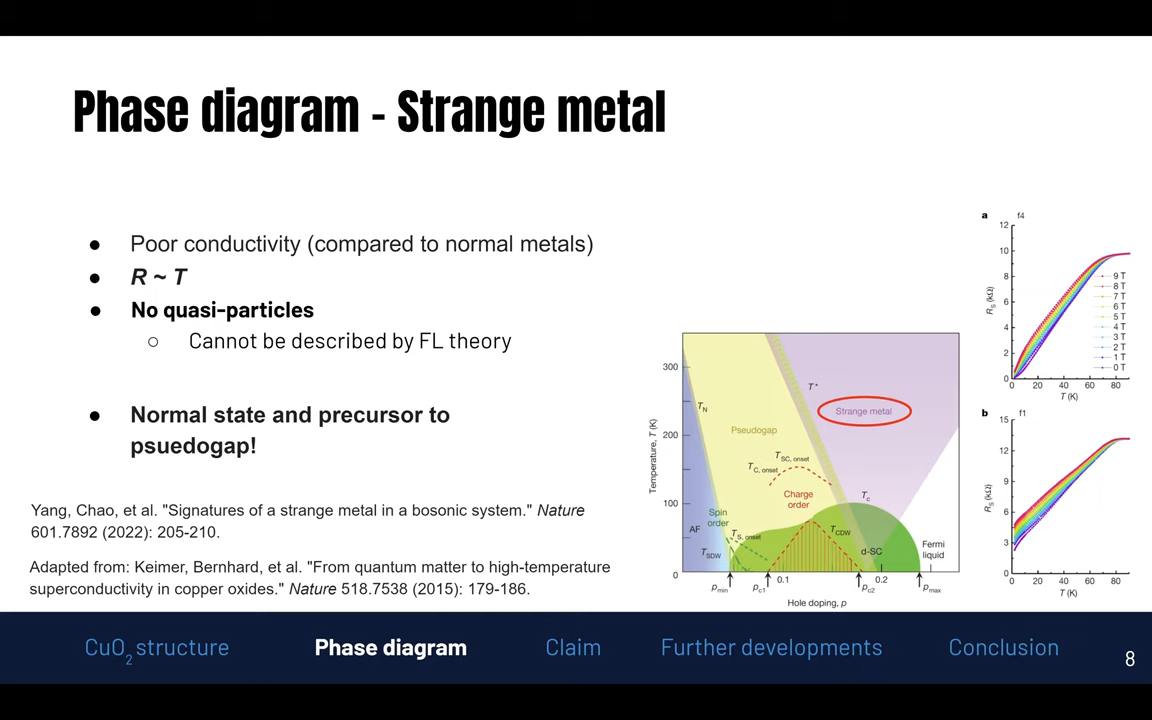 Phase diagram - Strange metal
● Poor conductivity (compared to normal metals)
● R ~ T
● No quasi-particles
○ Cannot be described by FL theory
● Normal state and precursor to
psuedogap!
Yang, Chao, et al. "Signatures of a strange metal in a bosonic system." Nature
601.7892 (2022): 205-210.
Adapted from: Keimer, Bernhard, et al. "From quantum matter to high-temperature
superconductivity in copper oxides." Nature 518.7538 (2015): 179-186.
Temperature, T (K)
300
200
100
0
T_N
T*
Strange metal
Pseudogap
T_SC, onset
T_C, onset
Charge
order
T_c
Spin
order
AF
T_S, onset
T_CDW
T_SDW
d-SC
Fermi
liquid
0.1
0.2
p_min
p_c1
p_c2
p_max
Hole doping, p
a f4
12
10
8
6
4
2
0
R_S (kΩ)
9 T
8 T
7 T
6 T
5 T
4 T
3 T
2 T
1 T
0 T
0 20 40 60 80
T (K)
b f1
15
12
9
6
3
0
R_S (kΩ)
0 20 40 60 80
T (K)
CuO₂ structure
Phase diagram
Claim
Further developments
Conclusion
8